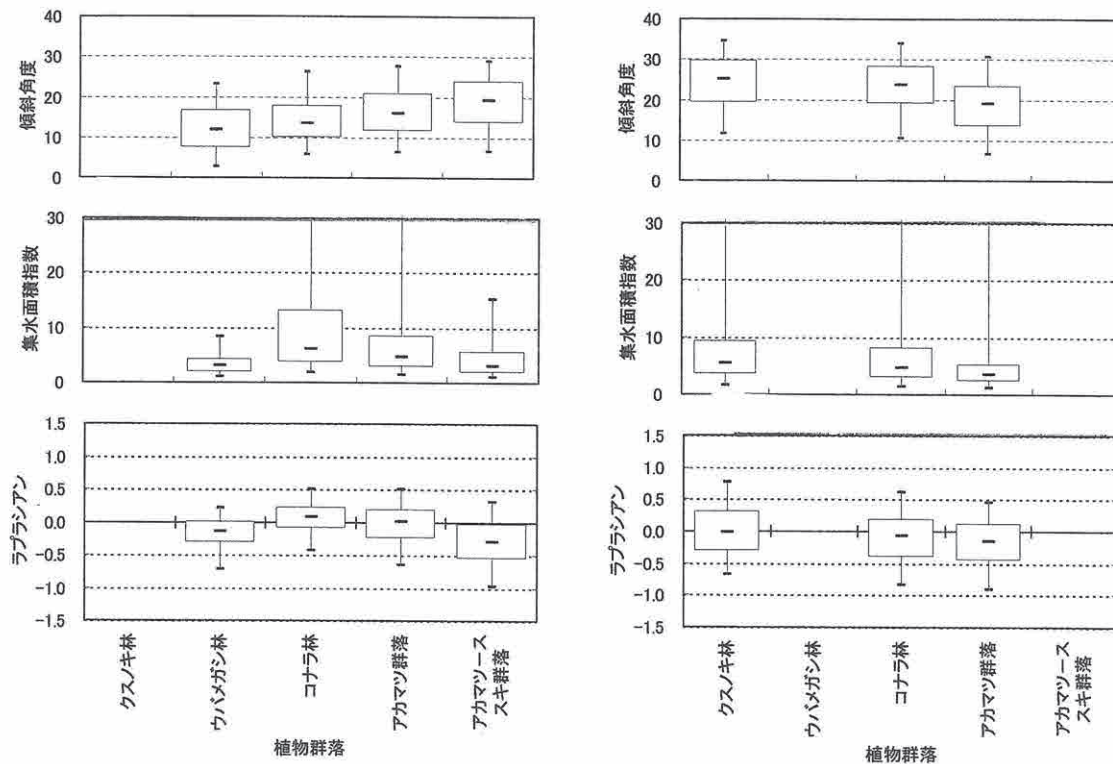 40
30
20
10
0
傾斜角度
30
20
10
0
集水面積指数
1.5
1.0
0.5
0.0
-0.5
-1.0
-1.5
ラプラシアン
クスノキ林
ウバメガシ林
コナラ林
アカマツ群落
アカマツース
スキ群落
植物群落
40
30
20
10
0
傾斜角度
30
20
10
0
集水面積指数
1.5
1.0
0.5
0.0
-0.5
-1.0
-1.5
ラプラシアン
クスノキ林
ウバメガシ林
コナラ林
アカマツ群落
アカマツース
スキ群落
植物群落